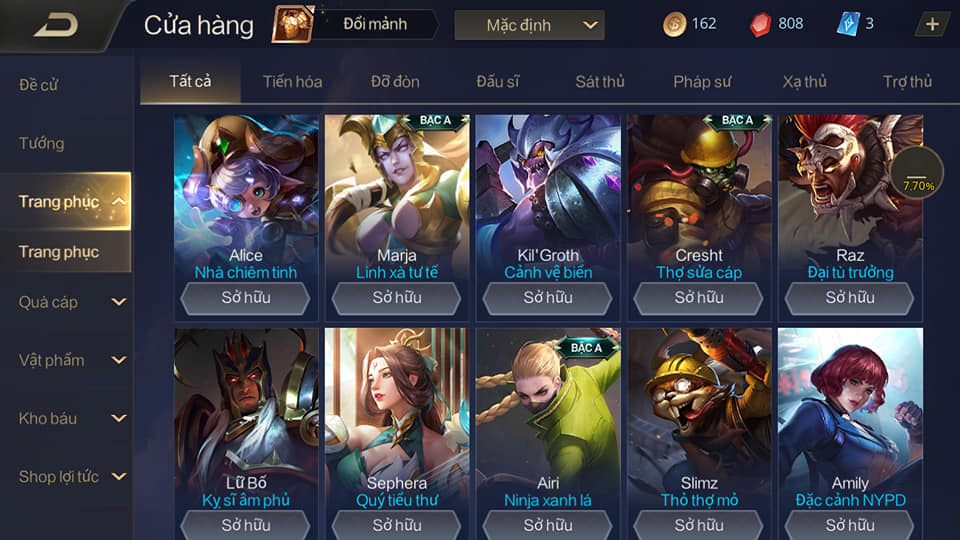 Cửa hàng
Đổi mảnh
Mặc định
162
808
3
Đề cử
Tướng
Trang phục
Trang phục
Quà cáp
Vật phẩm
Kho báu
Shop lợi tức
Tất cả
Tiến hóa
Đỡ đòn
Đấu sĩ
Sát thủ
Pháp sư
Xạ thủ
Trợ thủ
Alice
Nhà chiêm tinh
Sở hữu
BẬC A
Marja
Linh xà tư tế
Sở hữu
Kil'Groth
Cảnh vệ biển
Sở hữu
BẬC A
Cresht
Thợ sửa cáp
Sở hữu
7,70%
Raz
Đại tù trưởng
Sở hữu
Lữ Bố
Kỵ sĩ âm phủ
Sở hữu
Sephera
Quý tiểu thư
Sở hữu
BẬC A
Airi
Ninja xanh lá
Sở hữu
Slimz
Thỏ thợ mỏ
Sở hữu
Amily
Đặc cảnh NYPD
Sở hữu